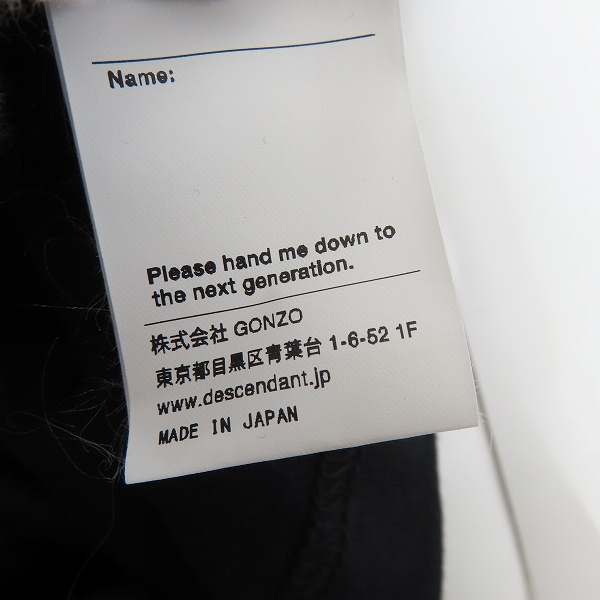 Name:
Please hand me down to
the next generation.
株式会社 GONZO
東京都目黒区青葉台 1-6-52 1F
www.descendant.jp
MADE IN JAPAN